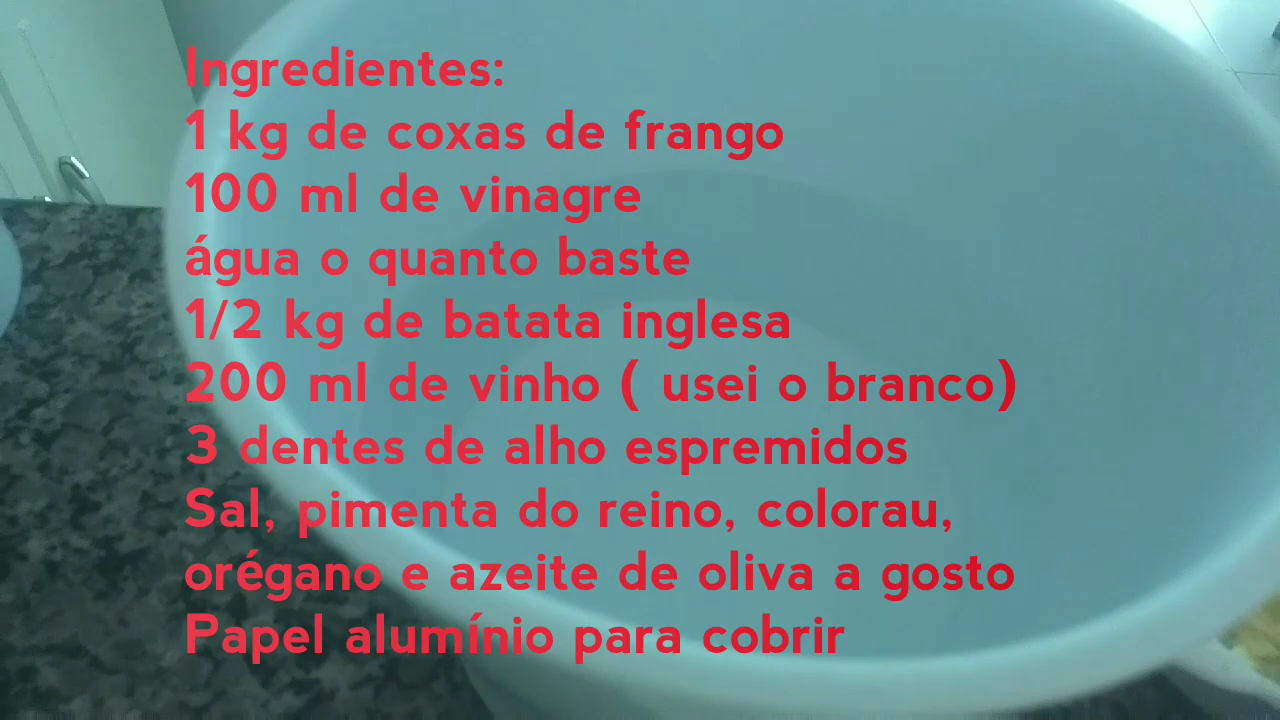 Ingredientes:
1 kg de coxas de frango
100 ml de vinagre
água o quanto baste
1/2 kg de batata inglesa
200 ml de vinho ( usei o branco)
3 dentes de alho espremidos
Sal, pimenta do reino, colorau,
orégano e azeite de oliva a gosto
Papel alumínio para cobrir